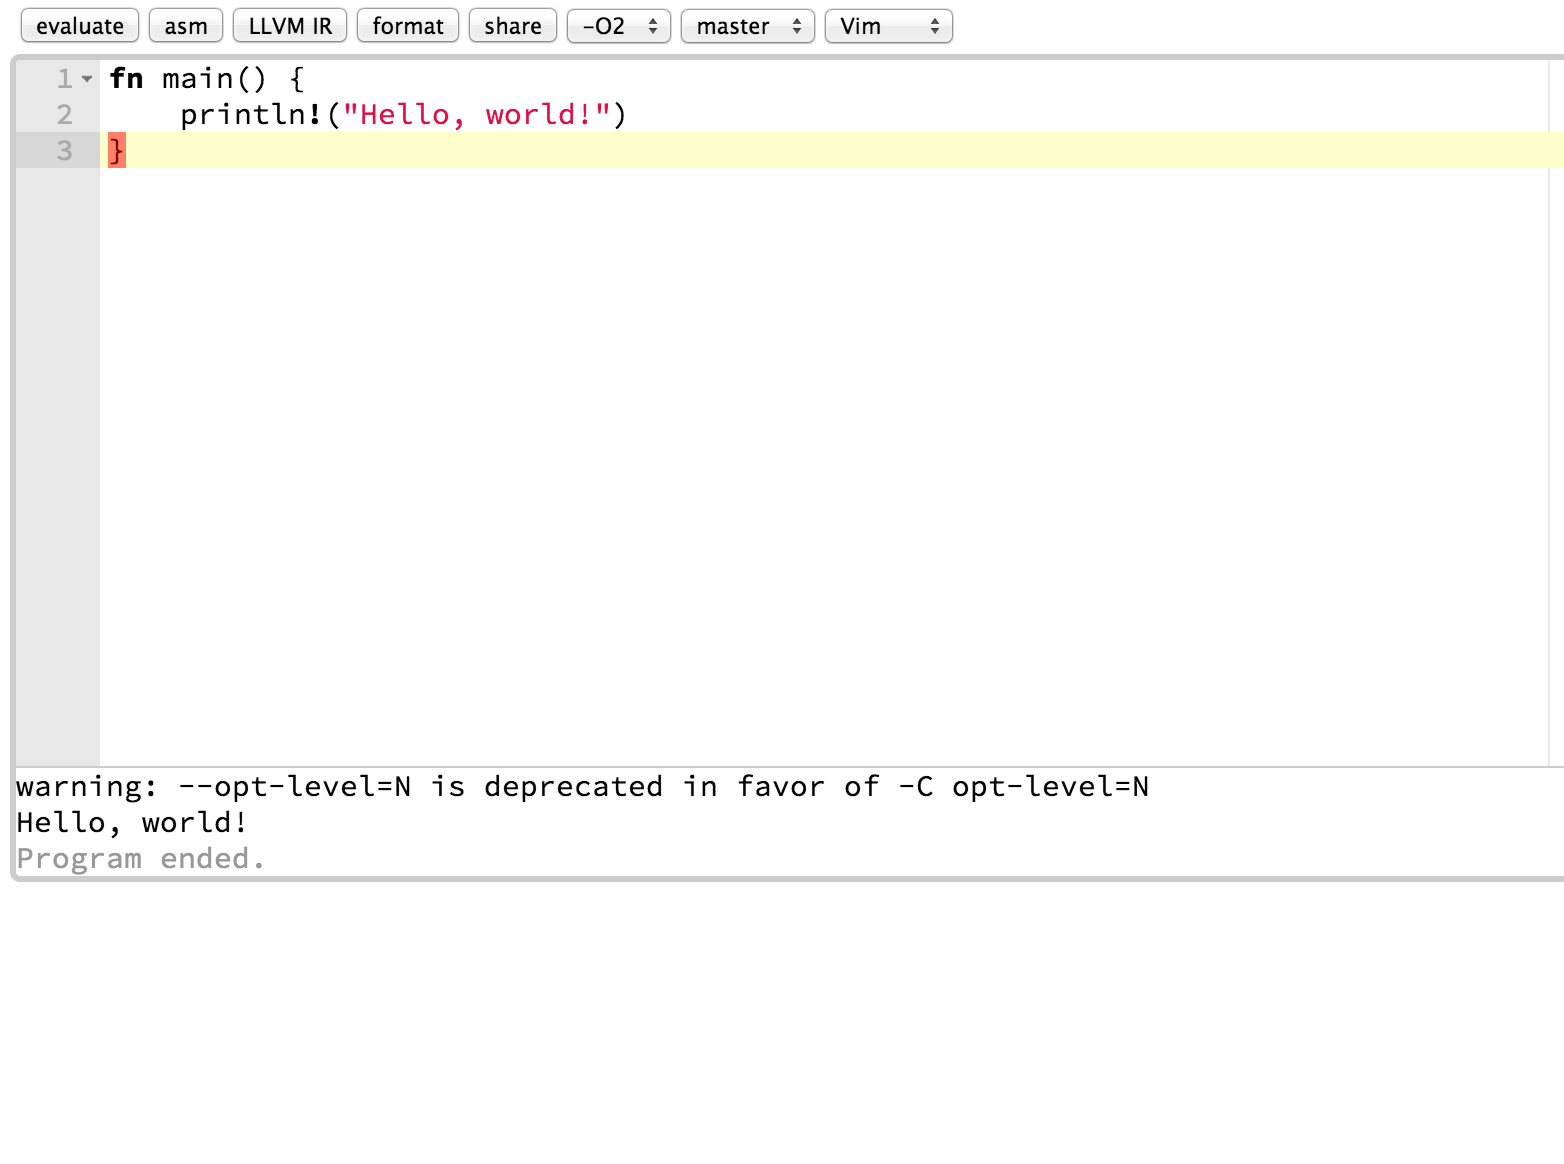 evaluate asm LLVM IR format share -O2 master Vim
1 fn main() {
2     println!("Hello, world!")
3 }
warning: --opt-level=N is deprecated in favor of -C opt-level=N
Hello, world!
Program ended.